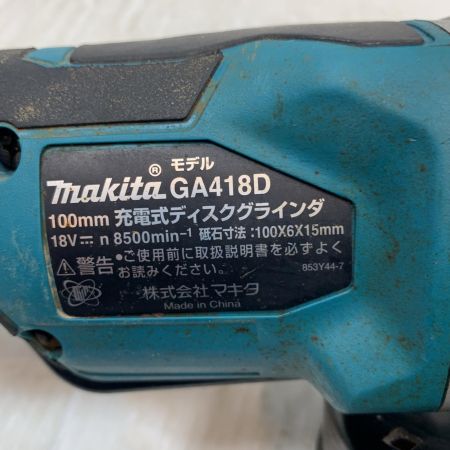 モデル
makita® GA418D
100mm 充電式ディスクグラインダ
18V⎓ n 8500min⁻¹ 砥石寸法:100X6X15mm
⚠警告 •ご使用前に取扱説明書を必ずよく
お読みください。
853Y44-7
株式会社マキタ
Made in China